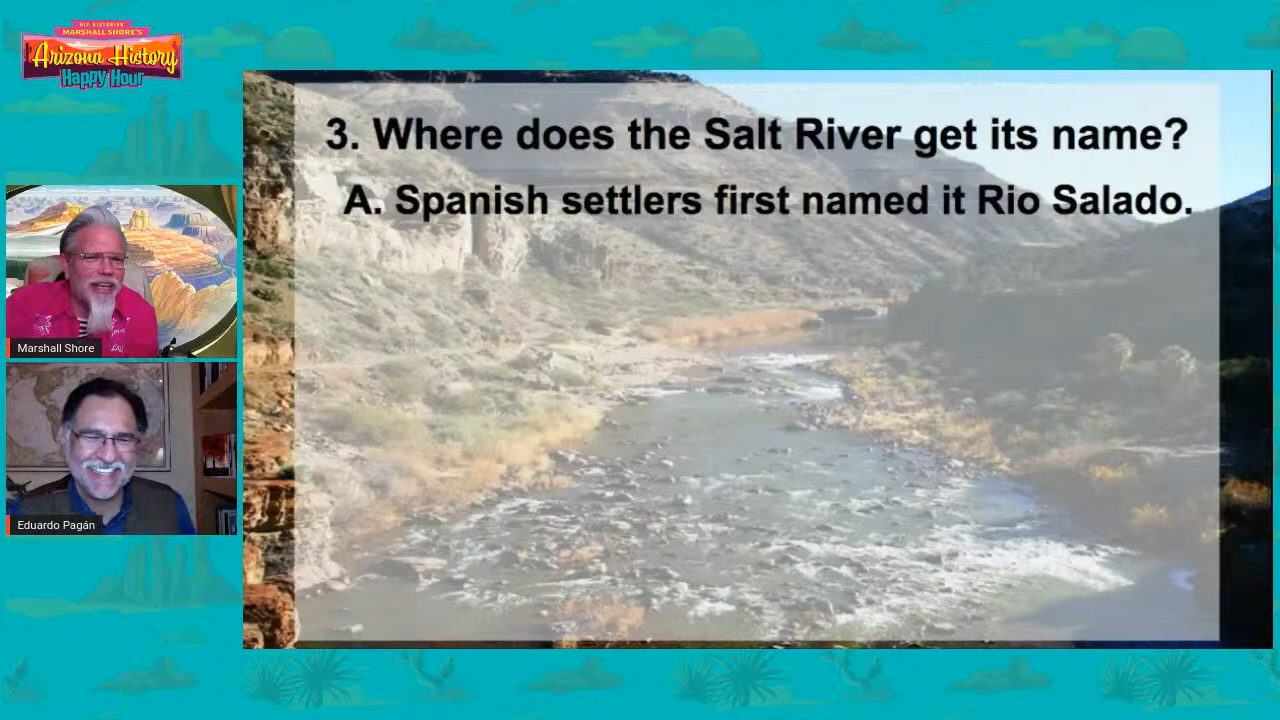 HIP HISTORIAN
MARSHALL SHORE'S
Arizona History
Happy Hour
3. Where does the Salt River get its name?
A. Spanish settlers first named it Rio Salado.
Marshall Shore
Eduardo Pagán